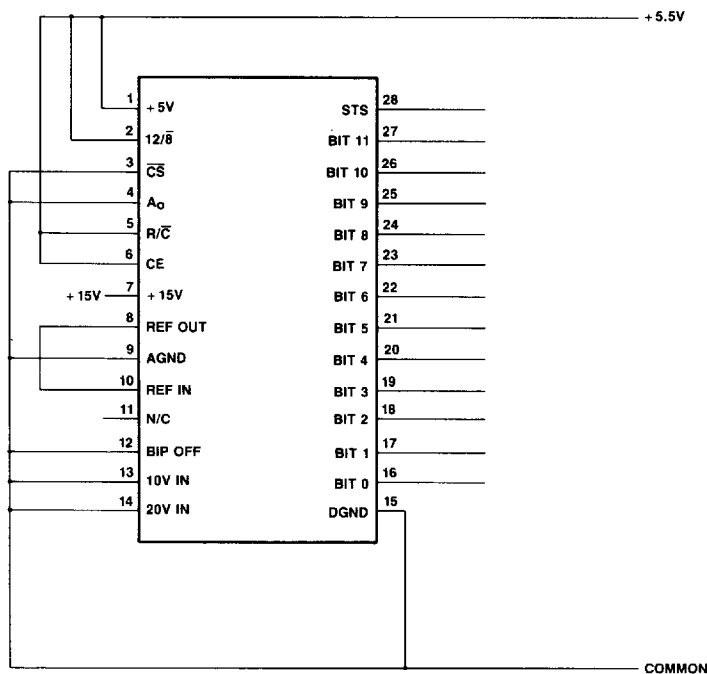 +5.5V
1 +5V
2 12/8̅
3 C̅S̅
4 A₀
5 R/C̅
6 CE
+15V 7 +15V
8 REF OUT
9 AGND
10 REF IN
11 N/C
12 BIP OFF
13 10V IN
14 20V IN
STS 28
BIT 11 27
BIT 10 26
BIT 9 25
BIT 8 24
BIT 7 23
BIT 6 22
BIT 5 21
BIT 4 20
BIT 3 19
BIT 2 18
BIT 1 17
BIT 0 16
DGND 15
COMMON